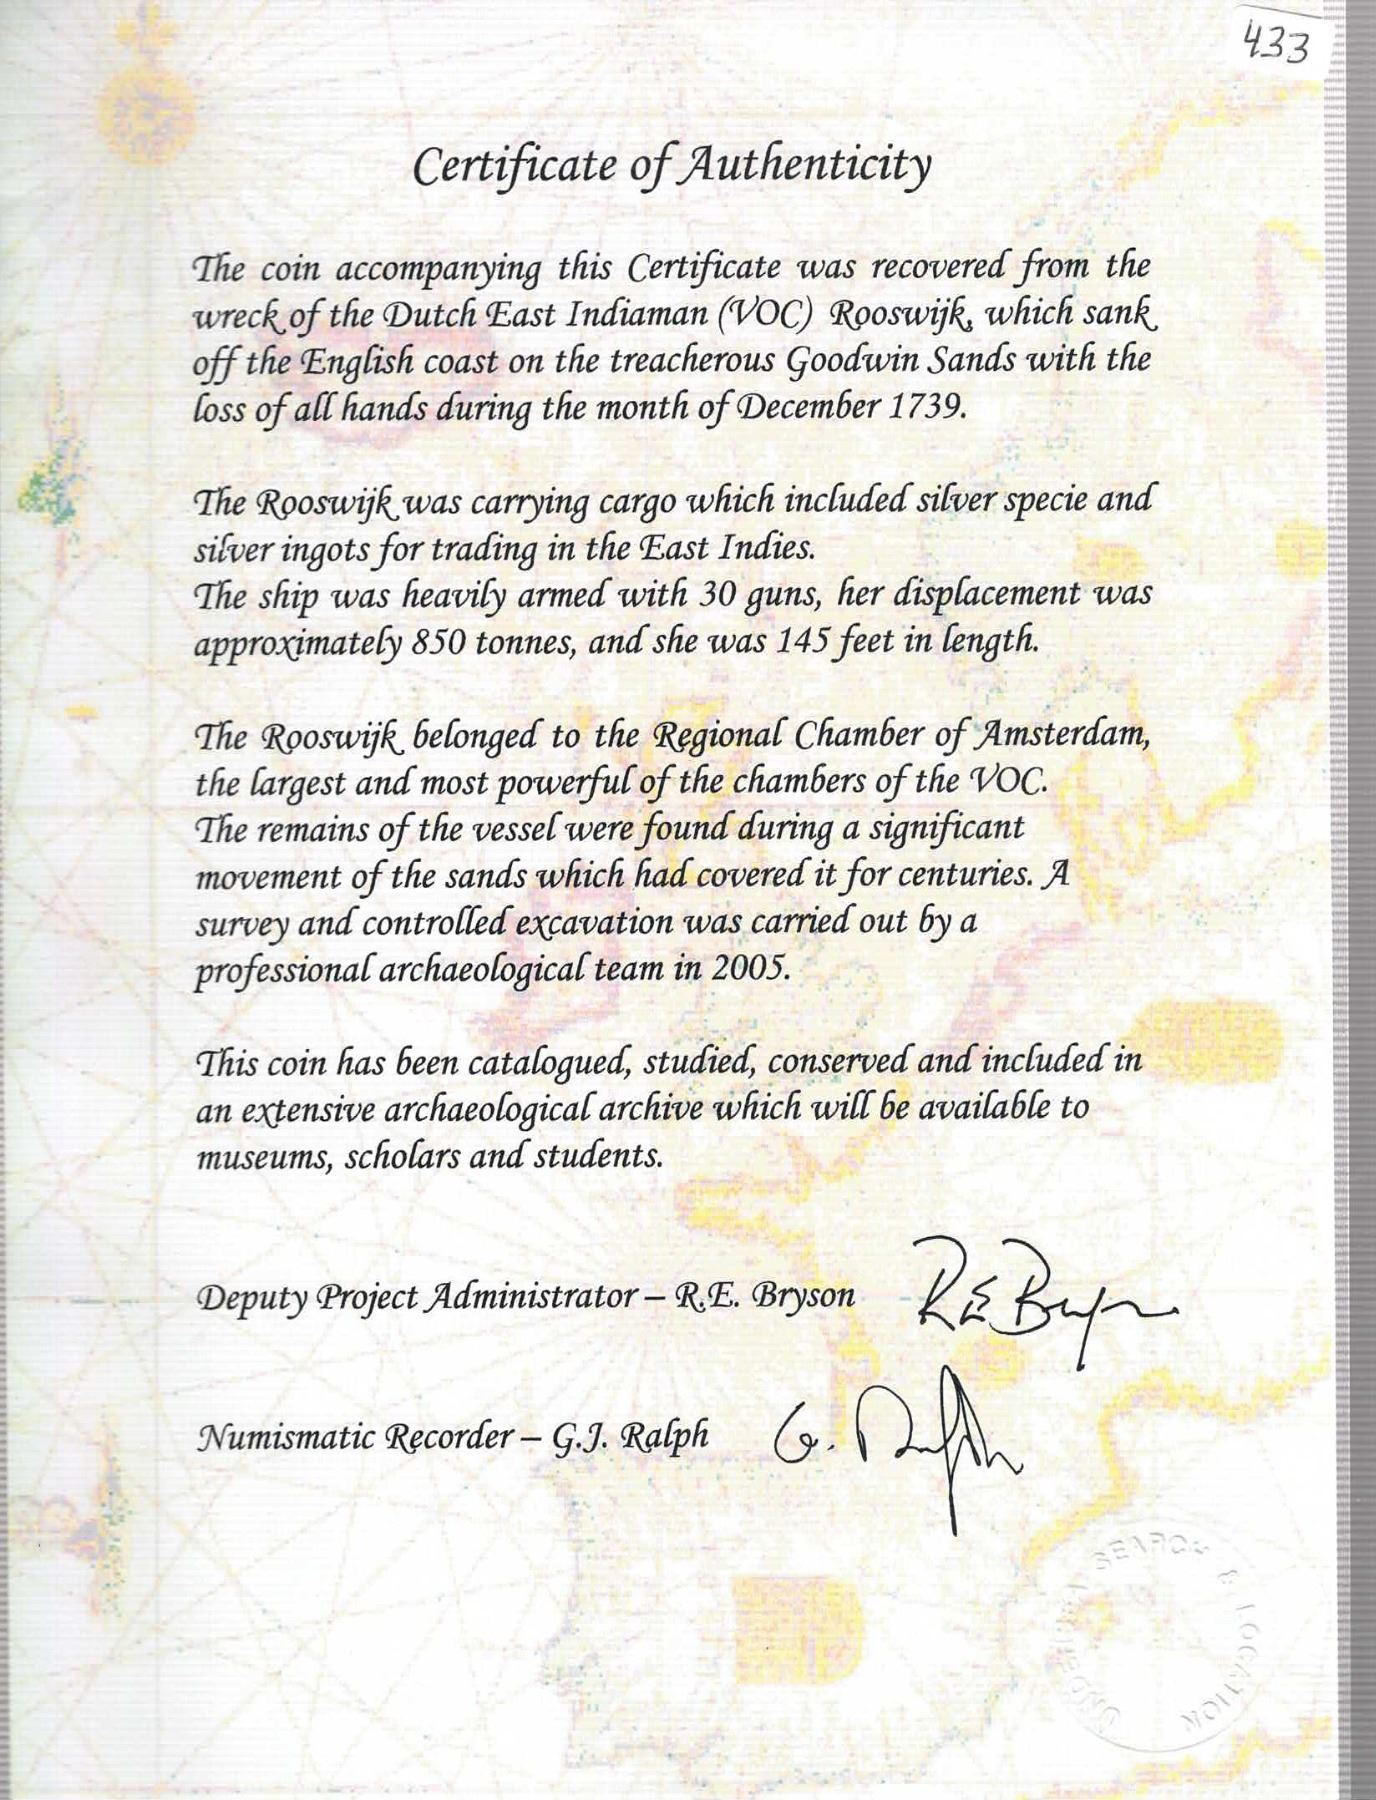 433
Certificate of Authenticity
The coin accompanying this Certificate was recovered from the
wreck of the Dutch East Indiaman (VOC) Rooswijk, which sank
off the English coast on the treacherous Goodwin Sands with the
loss of all hands during the month of December 1739.
The Rooswijk was carrying cargo which included silver specie and
silver ingots for trading in the East Indies.
The ship was heavily armed with 30 guns, her displacement was
approximately 850 tonnes, and she was 145 feet in length.
The Rooswijk belonged to the Regional Chamber of Amsterdam,
the largest and most powerful of the chambers of the VOC.
The remains of the vessel were found during a significant
movement of the sands which had covered it for centuries. A
survey and controlled excavation was carried out by a
professional archaeological team in 2005.
This coin has been catalogued, studied, conserved and included in
an extensive archaeological archive which will be available to
museums, scholars and students.
Deputy Project Administrator – R.E. Bryson R E Bryson
Numismatic Recorder – G.J. Ralph G. Ralph
SEARCH & LOCATION